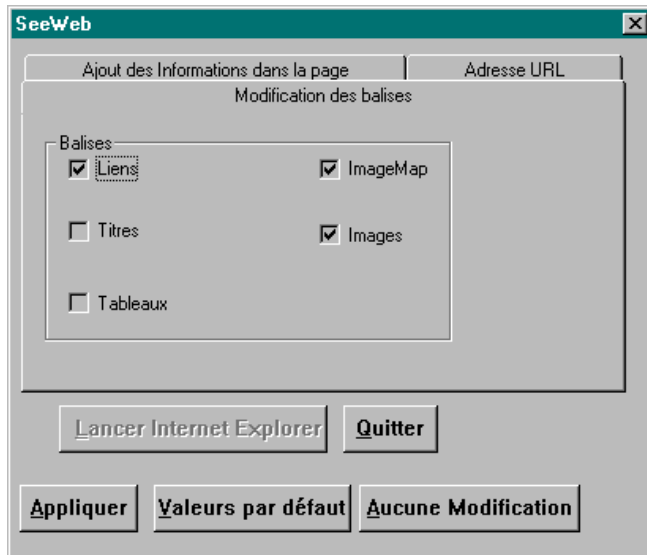 SeeWeb
Ajout des Informations dans la page
Adresse URL
Modification des balises
Balises
Liens
ImageMap
Titres
Images
Tableaux
Lancer Internet Explorer
Quitter
Appliquer
Valeurs par défaut
Aucune Modification